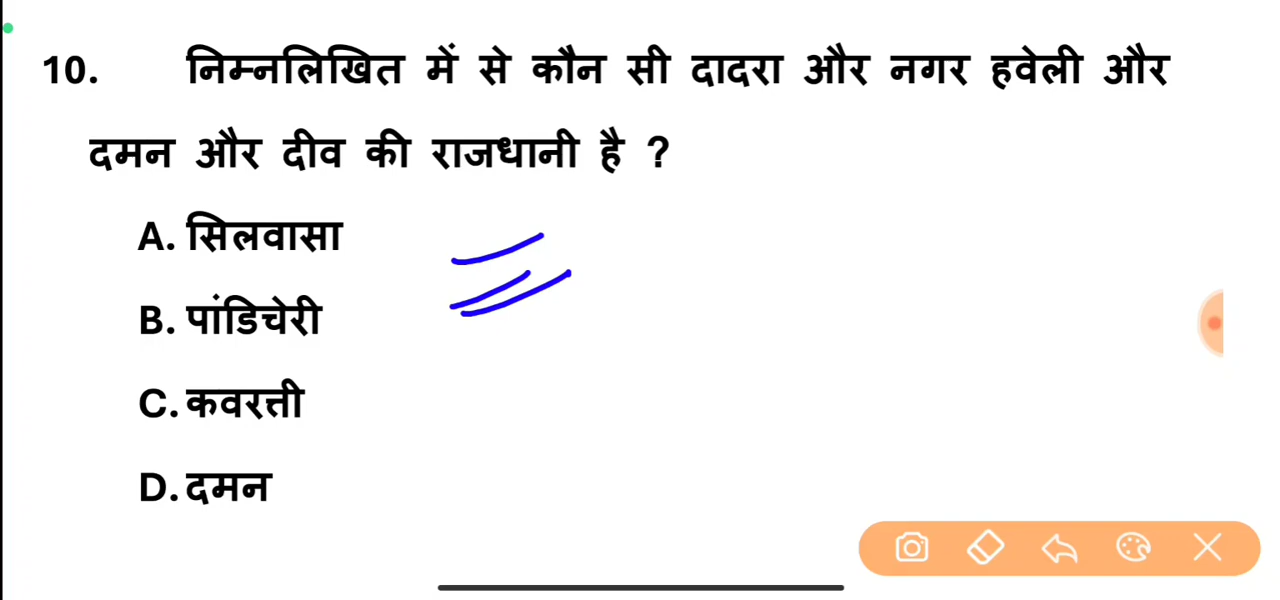 10. निम्नलिखित में से कौन सी दादरा और नगर हवेली और
दमन और दीव की राजधानी है ?
A. सिलवासा
B. पांडिचेरी
C. कवरत्ती
D. दमन